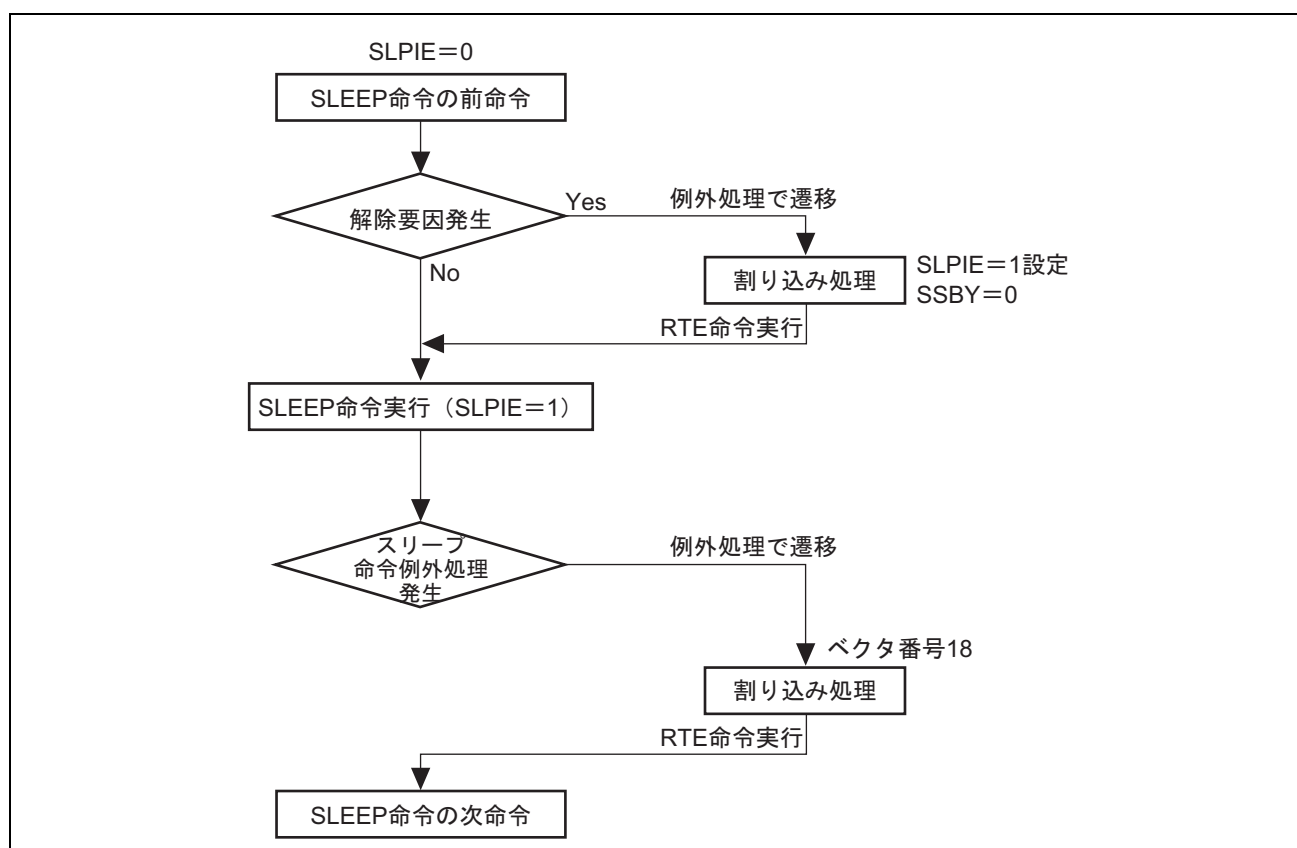 SLPIE=0
SLEEP命令の前命令
解除要因発生
Yes
例外処理で遷移
No
割り込み処理
SLPIE=1設定
SSBY=0
RTE命令実行
SLEEP命令実行（SLPIE=1）
スリープ
命令例外処理
発生
例外処理で遷移
ベクタ番号18
割り込み処理
RTE命令実行
SLEEP命令の次命令